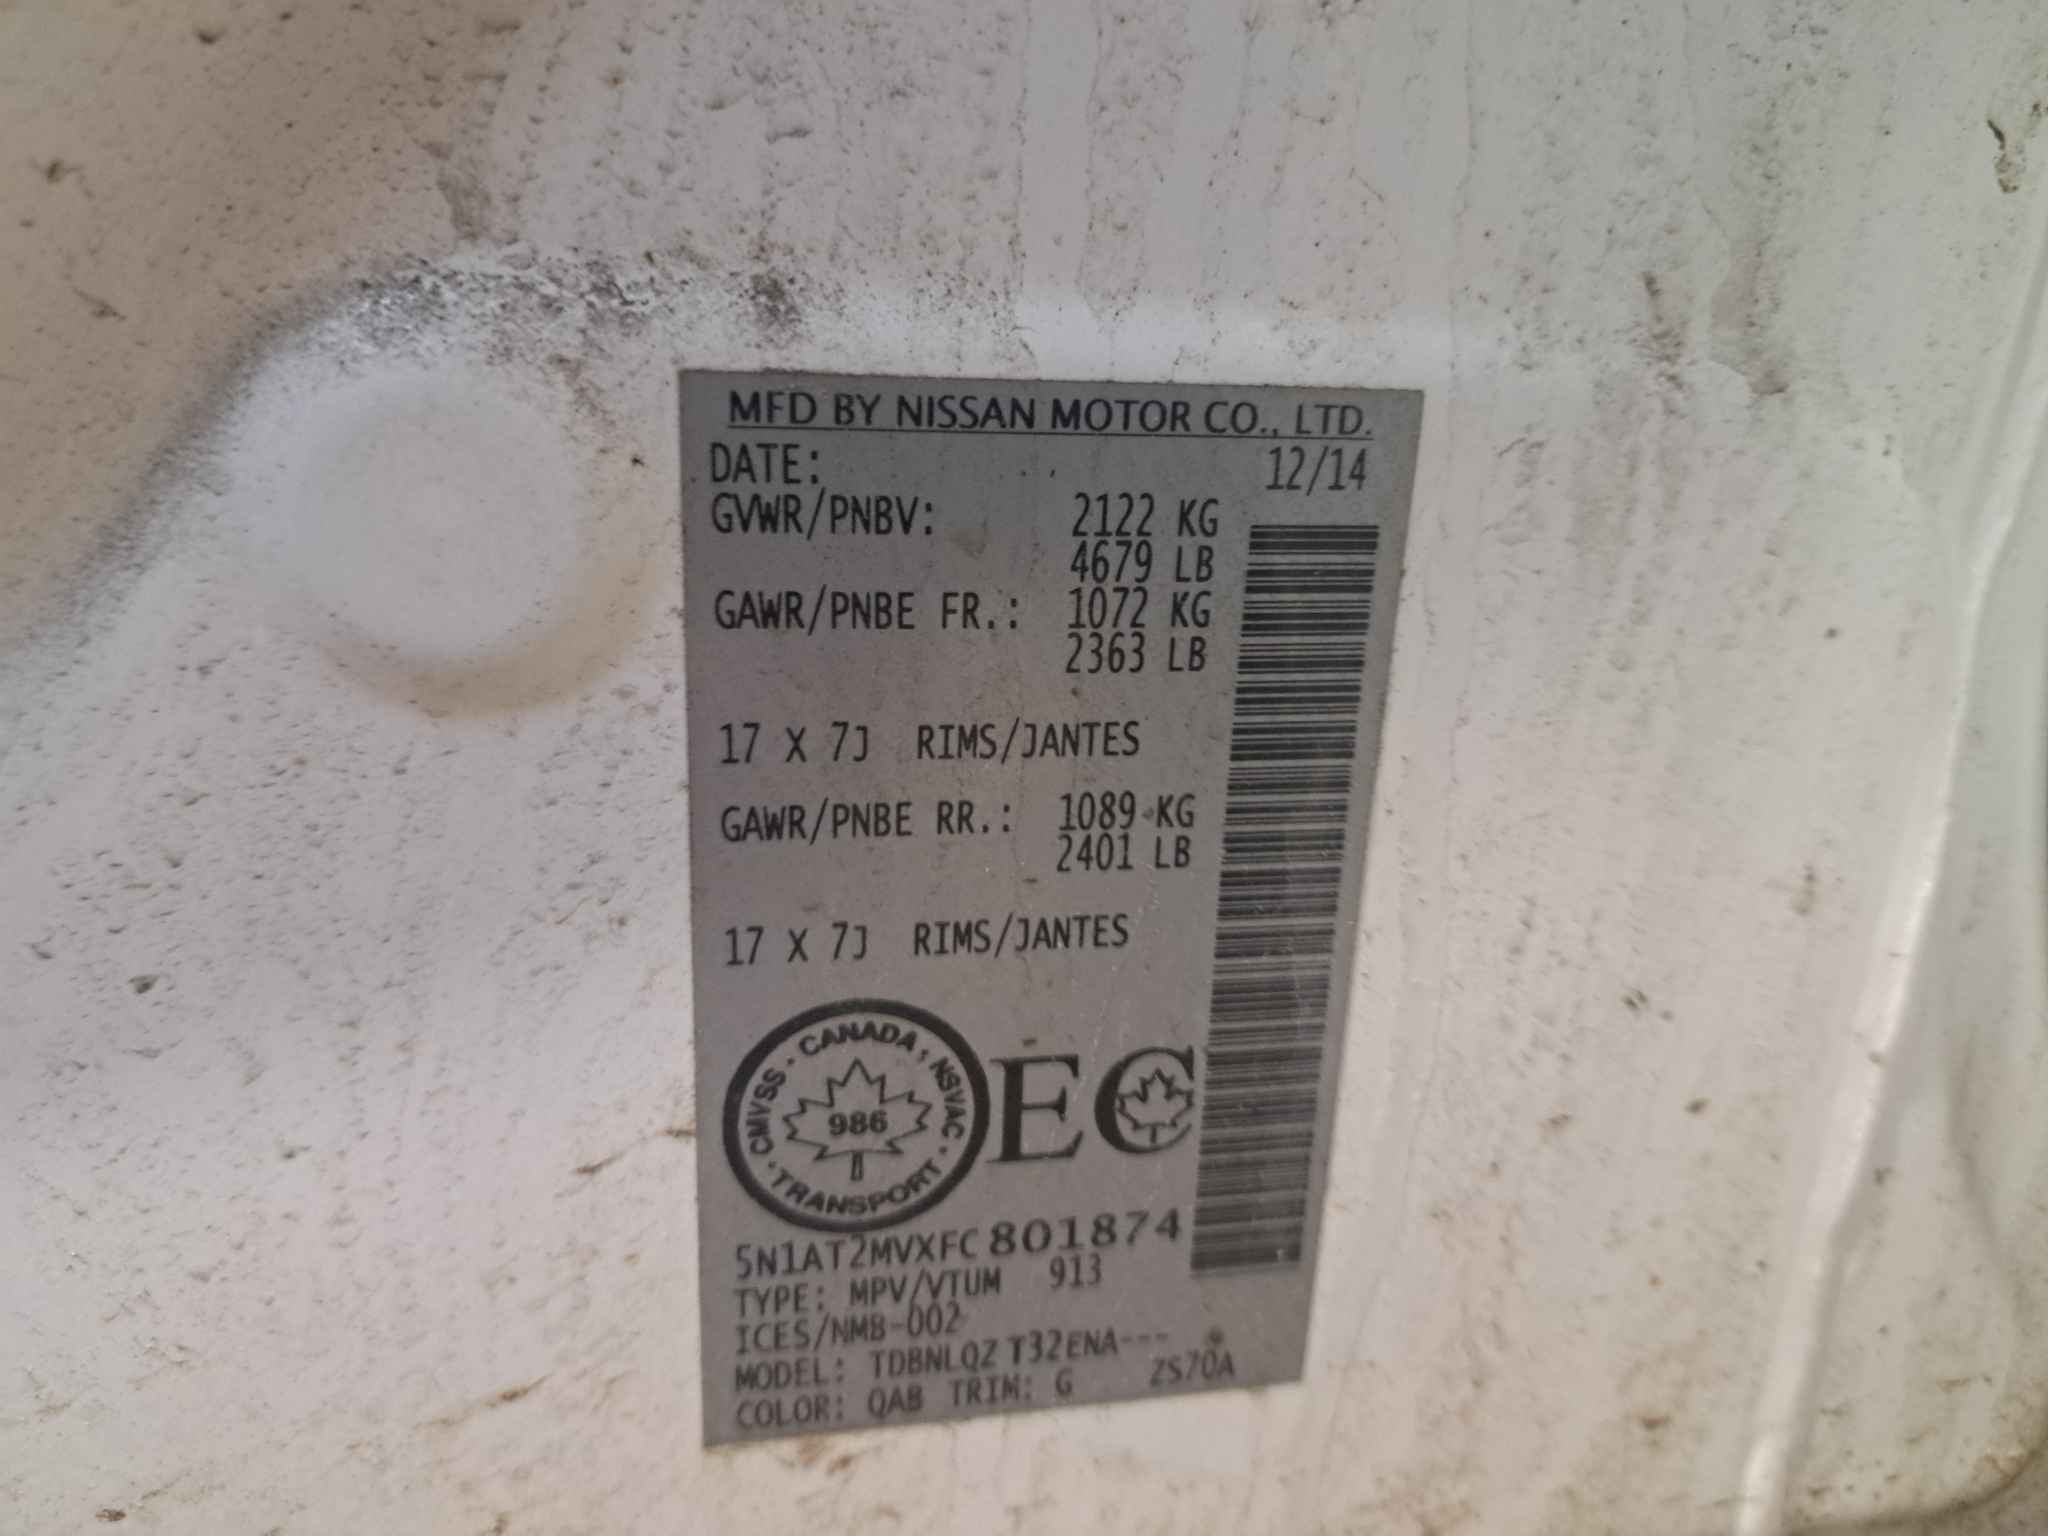 MFD BY NISSAN MOTOR CO., LTD.
DATE: 12/14
GVWR/PNBV: 2122 KG
4679 LB
GAWR/PNBE FR.: 1072 KG
2363 LB
17 X 7J RIMS/JANTES
GAWR/PNBE RR.: 1089 KG
2401 LB
17 X 7J RIMS/JANTES
CMVSS · CANADA · NSVAC · TRANSPORT ·
986
EC
5N1AT2MVXFC801874
TYPE: MPV/VTUM 913
ICES/NMB-002
MODEL: TDBNLQZ T32ENA---
COLOR: QAB TRIM: G ZS70A